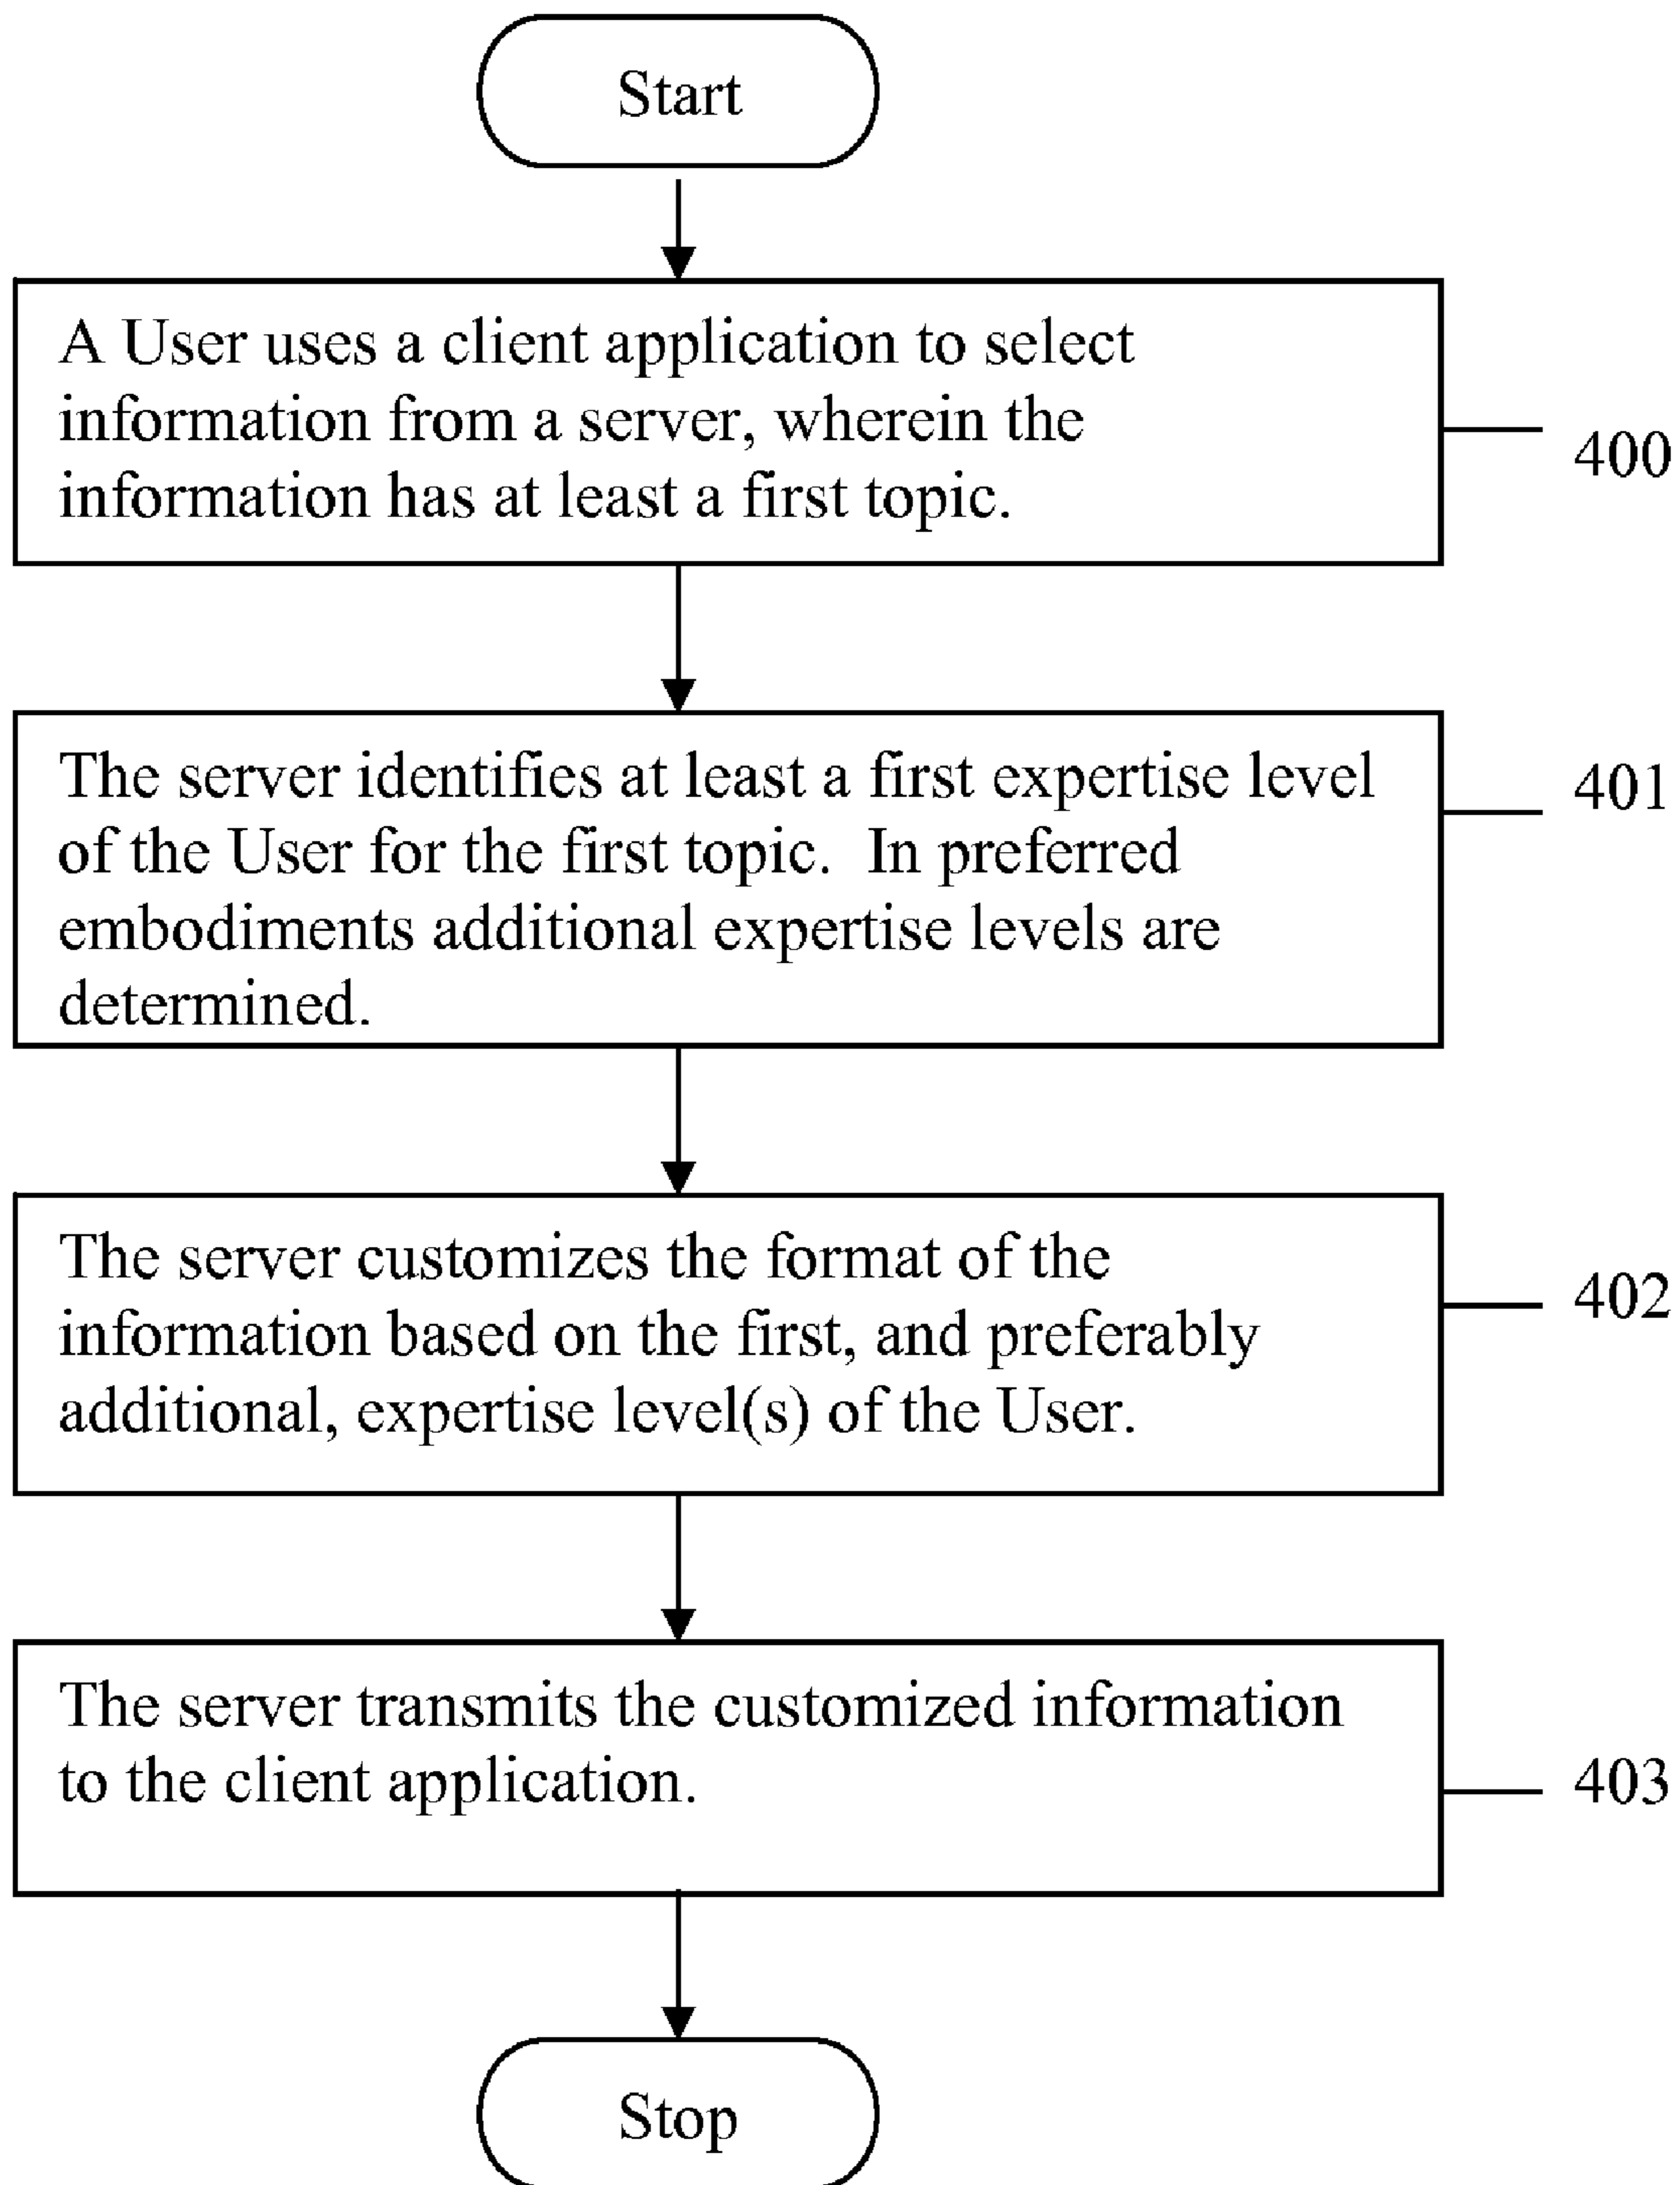 Start
A User uses a client application to select
information from a server, wherein the
information has at least a first topic.
400
The server identifies at least a first expertise level
of the User for the first topic.  In preferred
embodiments additional expertise levels are
determined.
401
The server customizes the format of the
information based on the first, and preferably
additional, expertise level(s) of the User.
402
The server transmits the customized information
to the client application.
403
Stop